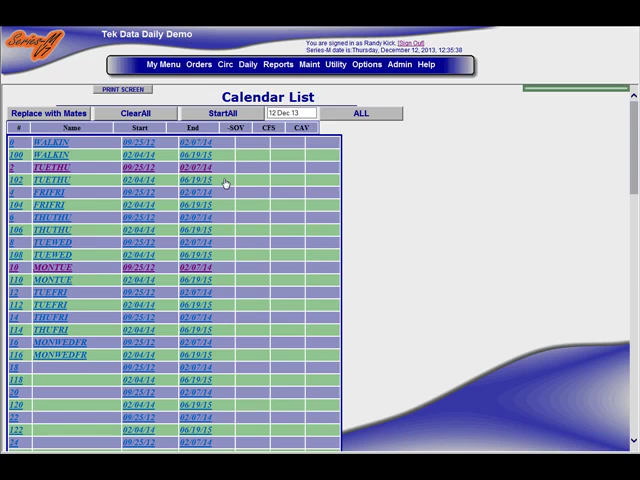 Series-M
V7
Tek Data Daily Demo
You are signed in as Randy Kick. [Sign Out]
Series-M date is:Thursday, December 12, 2013, 12:35:38
My Menu Orders Circ Daily Reports Maint Utility Options Admin Help
PRINT SCREEN
Calendar List
Replace with Mates ClearAll StartAll 12 Dec 13 ALL
# Name Start End -SOV CFS CAV
0 WALKIN 09/25/12 02/07/14
100 WALKIN 02/04/14 06/19/15
2 TUETHU 09/25/12 02/07/14
102 TUETHU 02/04/14 06/19/15
4 FRIFRI 09/25/12 02/07/14
104 FRIFRI 02/04/14 06/19/15
6 THUTHU 09/25/12 02/07/14
106 THUTHU 02/04/14 06/19/15
8 TUEWED 09/25/12 02/07/14
108 TUEWED 02/04/14 06/19/15
10 MONTUE 09/25/12 02/07/14
110 MONTUE 02/04/14 06/19/15
12 TUEFRI 09/25/12 02/07/14
112 TUEFRI 02/04/14 06/19/15
14 THUFRI 09/25/12 02/07/14
114 THUFRI 02/04/14 06/19/15
16 MONWEDFR 09/25/12 02/07/14
116 MONWEDFR 02/04/14 06/19/15
18 09/25/12 02/07/14
118 02/04/14 06/19/15
20 09/25/12 02/07/14
120 02/04/14 06/19/15
22 09/25/12 02/07/14
122 02/04/14 06/19/15
24 09/25/12 02/07/14